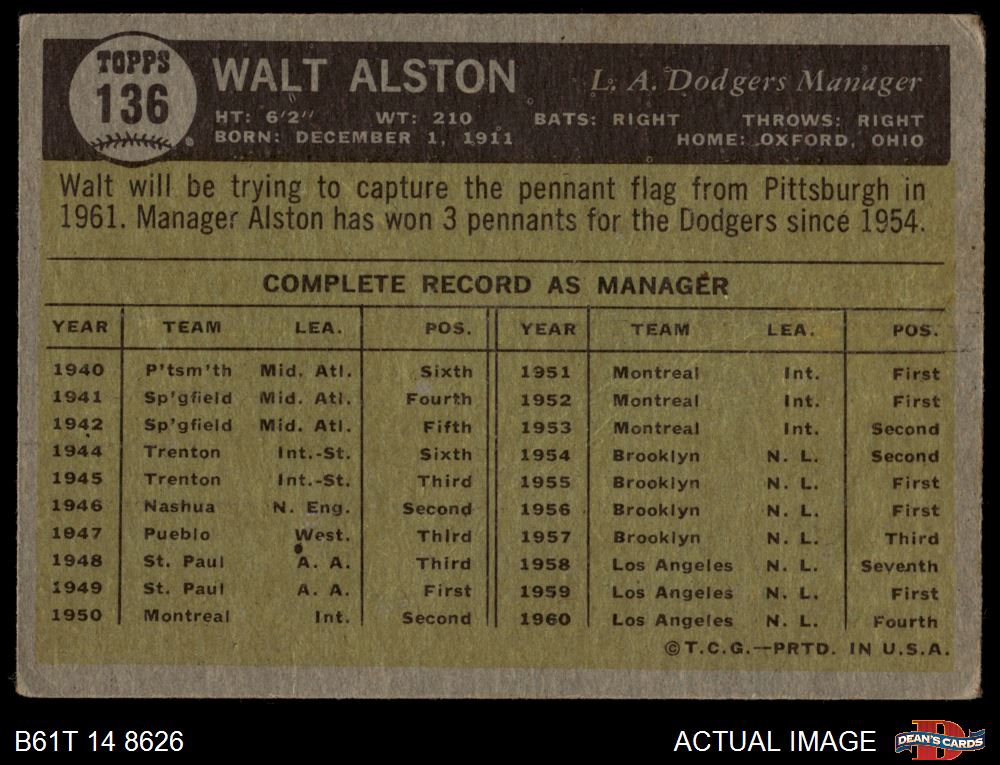 TOPPS
136
WALT ALSTON L. A. Dodgers Manager
HT: 6'2" WT: 210 BATS: RIGHT THROWS: RIGHT
BORN: DECEMBER 1, 1911 HOME: OXFORD, OHIO
Walt will be trying to capture the pennant flag from Pittsburgh in
1961. Manager Alston has won 3 pennants for the Dodgers since 1954.
COMPLETE RECORD AS MANAGER
YEAR TEAM LEA. POS. YEAR TEAM LEA. POS.
1940 P'tsm'th Mid. Atl. Sixth 1951 Montreal Int. First
1941 Sp'gfield Mid. Atl. Fourth 1952 Montreal Int. First
1942 Sp'gfield Mid. Atl. Fifth 1953 Montreal Int. Second
1944 Trenton Int.-St. Sixth 1954 Brooklyn N. L. Second
1945 Trenton Int.-St. Third 1955 Brooklyn N. L. First
1946 Nashua N. Eng. Second 1956 Brooklyn N. L. First
1947 Pueblo West. Third 1957 Brooklyn N. L. Third
1948 St. Paul A. A. Third 1958 Los Angeles N. L. Seventh
1949 St. Paul A. A. First 1959 Los Angeles N. L. First
1950 Montreal Int. Second 1960 Los Angeles N. L. Fourth
©T.C.G.—PRTD. IN U.S.A.
B61T 14 8626 ACTUAL IMAGE DEAN'S CARDS